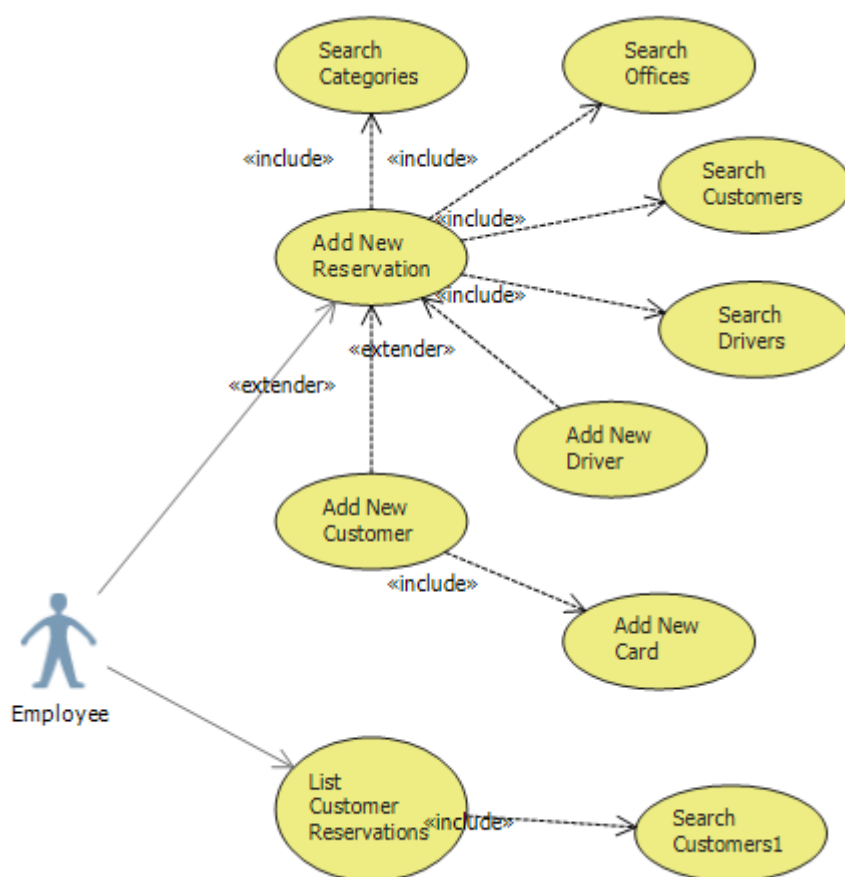 Search
Categories
Search
Offices
«include»
«include»
Search
Customers
«include»
Add New
Reservation
«include»
Search
Drivers
«extender»
«extender»
Add New
Driver
Add New
Customer
«include»
Add New
Card
Employee
List
Customer
Reservations
«include»
Search
Customers1